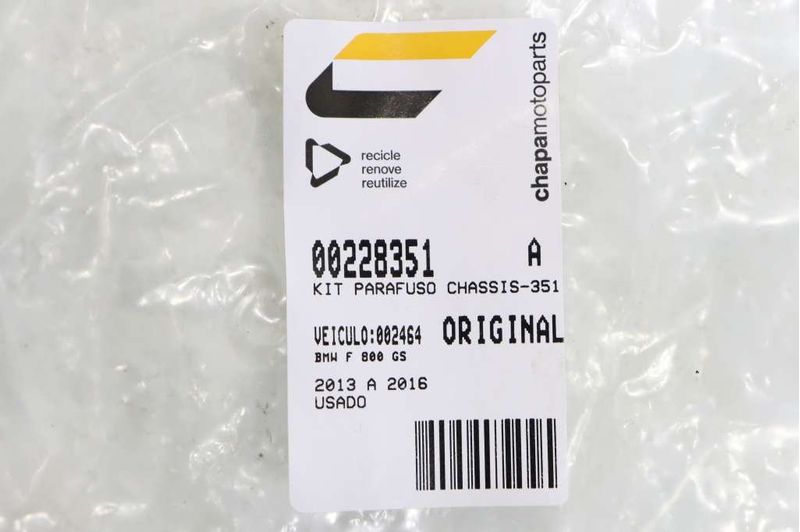 chapamotoparts
recicle
renove
reutilize
00228351 A
KIT PARAFUSO CHASSIS-351
VEICULO:002464 ORIGINAL
BMW F 800 GS
2013 A 2016
USADO